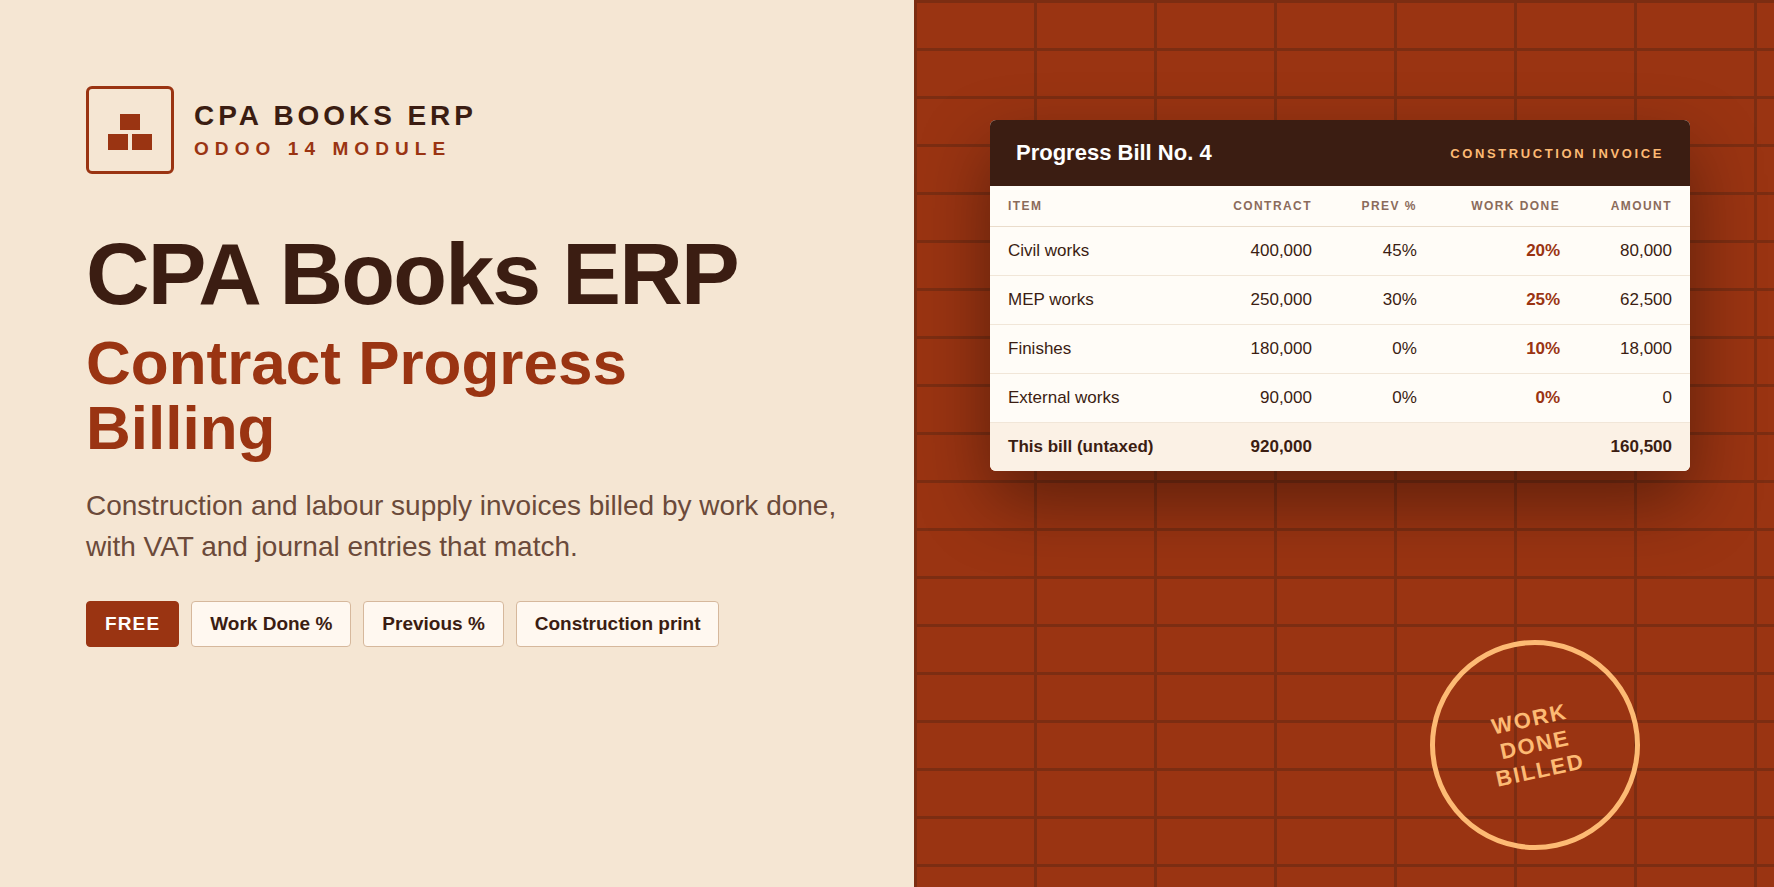 CPA BOOKS ERP
ODOO 14 MODULE
CPA Books ERP
Contract Progress
Billing
Construction and labour supply invoices billed by work done,
with VAT and journal entries that match.
FREE Work Done % Previous % Construction print
Progress Bill No. 4 CONSTRUCTION INVOICE
ITEM CONTRACT PREV % WORK DONE AMOUNT
Civil works 400,000 45% 20% 80,000
MEP works 250,000 30% 25% 62,500
Finishes 180,000 0% 10% 18,000
External works 90,000 0% 0% 0
This bill (untaxed) 920,000 160,500
WORK
DONE
BILLED